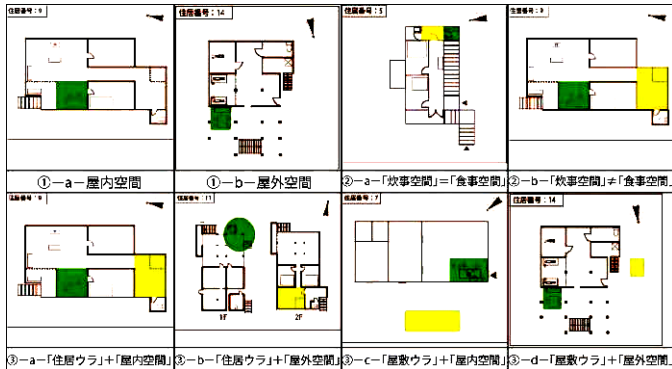 住居番号：9
住居番号：14
住居番号：5
住居番号：9
①－a－屋内空間
①－b－屋外空間
②－a－「炊事空間」＝「食事空間」
②－b－「炊事空間」≠「食事空間」
住居番号：9
住居番号：11
住居番号：7
住居番号：14
1F
2F
③－a－「住居ウラ」＋「屋内空間」
③－b－「住居ウラ」＋「屋外空間」
③－c－「屋敷ウラ」＋「屋内空間」
③－d－「屋敷ウラ」＋「屋外空間」